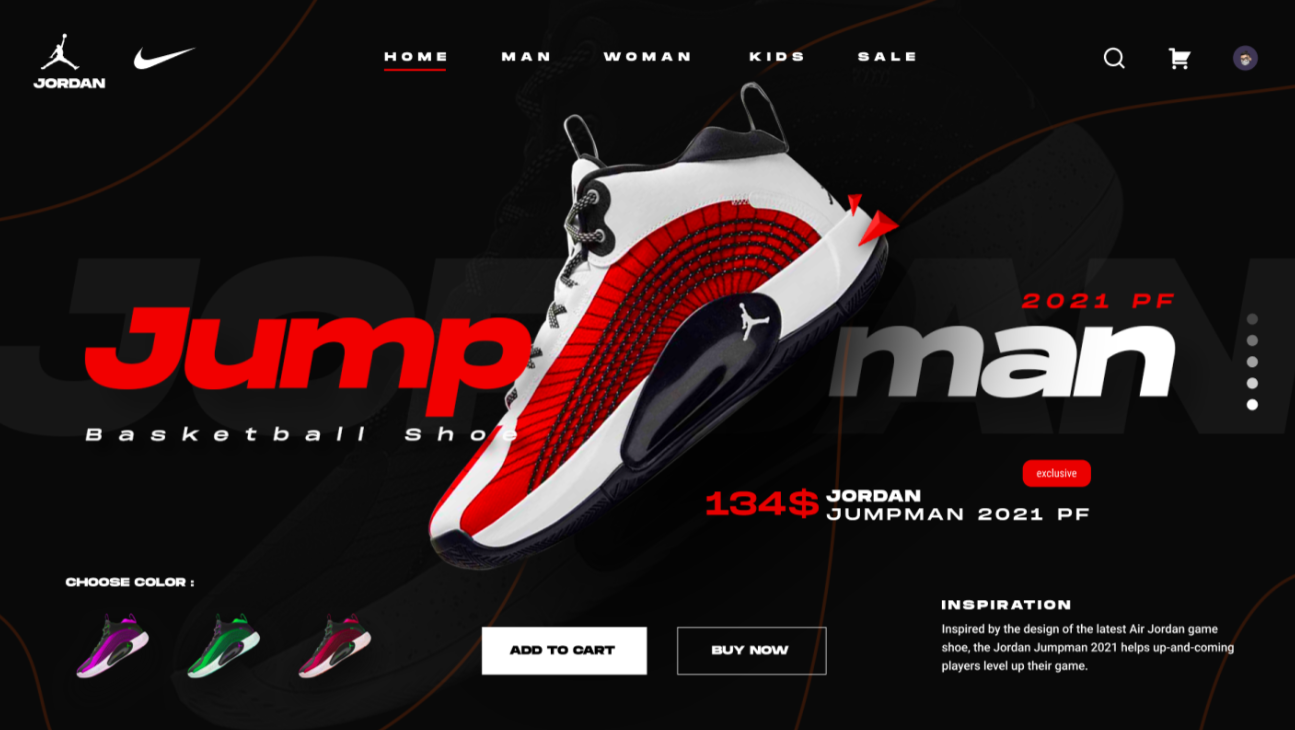 JORDAN
HOME MAN WOMAN KIDS SALE
JORDAN
2021 PF
Jump man
Basketball Shoe
exclusive
134$ JORDAN
JUMPMAN 2021 PF
CHOOSE COLOR :
ADD TO CART
BUY NOW
INSPIRATION
Inspired by the design of the latest Air Jordan game
shoe, the Jordan Jumpman 2021 helps up-and-coming
players level up their game.